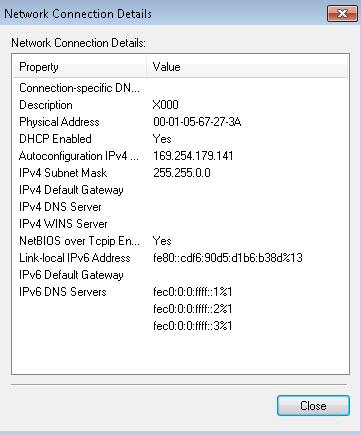 Network Connection Details
Network Connection Details:
Property Value
Connection-specific DN...
Description X000
Physical Address 00-01-05-67-27-3A
DHCP Enabled Yes
Autoconfiguration IPv4 ... 169.254.179.141
IPv4 Subnet Mask 255.255.0.0
IPv4 Default Gateway
IPv4 DNS Server
IPv4 WINS Server
NetBIOS over Tcpip En... Yes
Link-local IPv6 Address fe80::cdf6:90d5:d1b6:b38d%13
IPv6 Default Gateway
IPv6 DNS Servers fec0:0:0:ffff::1%1
fec0:0:0:ffff::2%1
fec0:0:0:ffff::3%1
Close